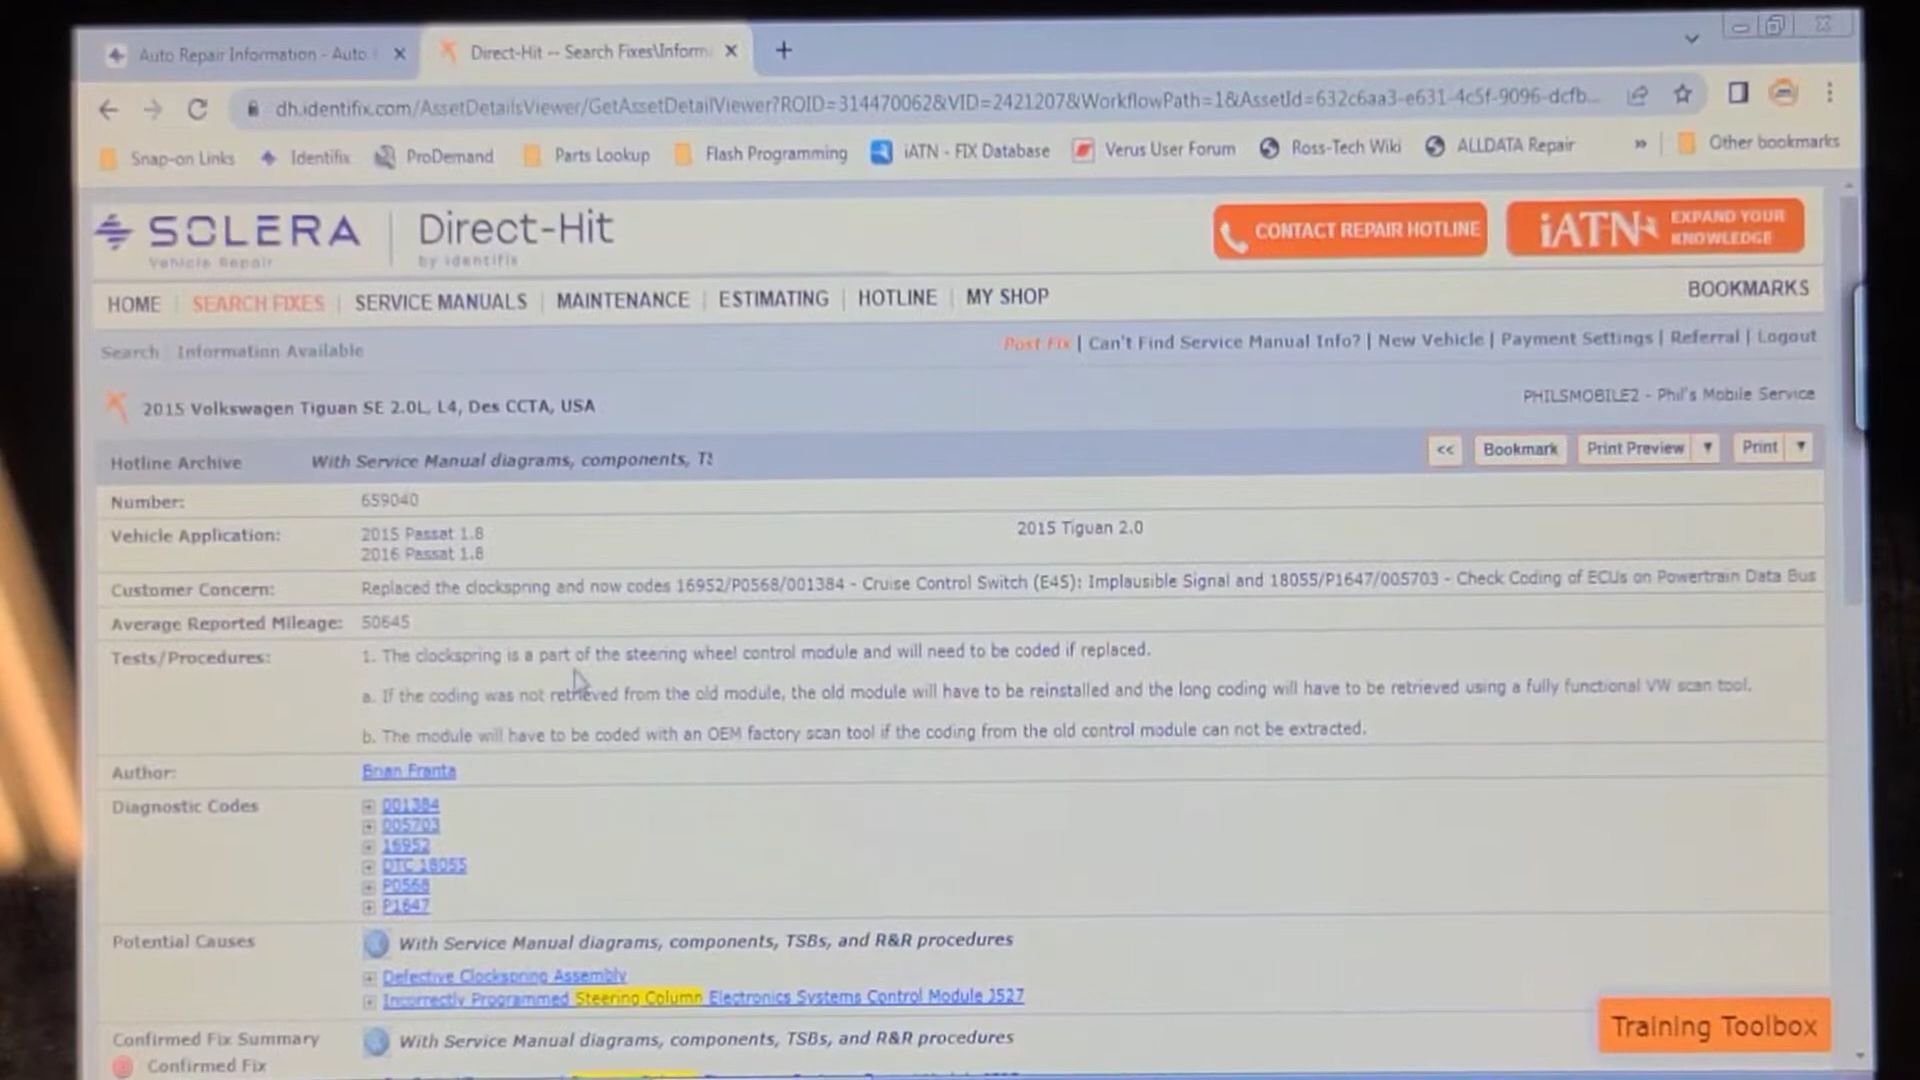 Auto Repair Information - Auto
Direct-Hit -- Search Fixes\Inform
dh.identifix.com/AssetDetailsViewer/GetAssetDetailViewer?ROID=314470062&VID=2421207&WorkflowPath=1&AssetId=632c6aa3-e631-4c5f-9096-dcfb...
Snap-on Links Identifix ProDemand Parts Lookup Flash Programming iATN - FIX Database Verus User Forum Ross-Tech Wiki ALLDATA Repair » Other bookmarks
SOLERA
Vehicle Repair
Direct-Hit
by identifix
CONTACT REPAIR HOTLINE
iATN EXPAND YOUR
KNOWLEDGE
HOME | SEARCH FIXES | SERVICE MANUALS | MAINTENANCE | ESTIMATING | HOTLINE | MY SHOP
BOOKMARKS
Search Information Available
Post Fix | Can't Find Service Manual Info? | New Vehicle | Payment Settings | Referral | Logout
2015 Volkswagen Tiguan SE 2.0L, L4, Des CCTA, USA
PHILSMOBILE2 - Phil's Mobile Service
Hotline Archive With Service Manual diagrams, components, T
<< Bookmark Print Preview Print
Number: 659040
Vehicle Application: 2015 Passat 1.8 2015 Tiguan 2.0
2016 Passat 1.8
Customer Concern: Replaced the clockspring and now codes 16952/P0568/001384 - Cruise Control Switch (E45): Implausible Signal and 18055/P1647/005703 - Check Coding of ECUs on Powertrain Data Bus
Average Reported Mileage: 50645
Tests/Procedures: 1. The clockspring is a part of the steering wheel control module and will need to be coded if replaced.
a. If the coding was not retrieved from the old module, the old module will have to be reinstalled and the long coding will have to be retrieved using a fully functional VW scan tool.
b. The module will have to be coded with an OEM factory scan tool if the coding from the old control module can not be extracted.
Author: Brian Franta
Diagnostic Codes 001384
005703
16952
DTC 18055
P0568
P1647
Potential Causes With Service Manual diagrams, components, TSBs, and R&R procedures
Defective Clockspring Assembly
Incorrectly Programmed Steering Column Electronics Systems Control Module J527
Confirmed Fix Summary With Service Manual diagrams, components, TSBs, and R&R procedures
Confirmed Fix
Training Toolbox